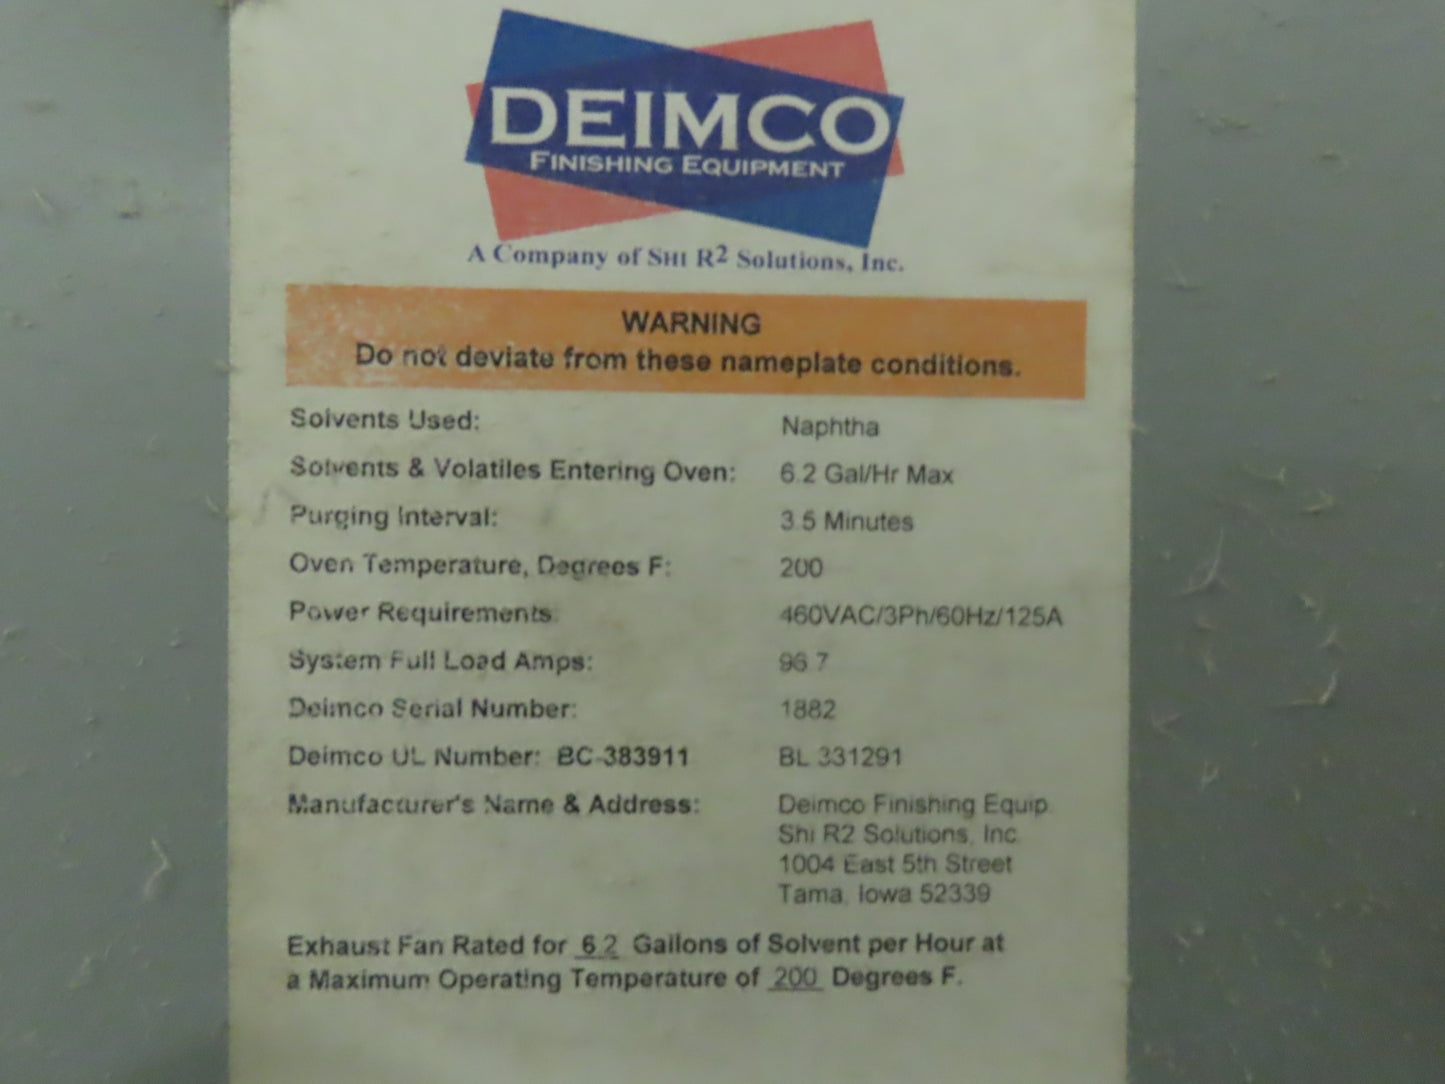 DEIMCO
FINISHING EQUIPMENT
A Company of SHI R2 Solutions, Inc.
WARNING
Do not deviate from these nameplate conditions.
Solvents Used: Naphtha
Solvents & Volatiles Entering Oven: 6.2 Gal/Hr Max
Purging Interval: 3.5 Minutes
Oven Temperature, Degrees F: 200
Power Requirements: 460VAC/3Ph/60Hz/125A
System Full Load Amps: 96.7
Deimco Serial Number: 1882
Deimco UL Number: BC-383911 BL 331291
Manufacturer's Name & Address: Deimco Finishing Equip.
Shi R2 Solutions, Inc.
1004 East 5th Street
Tama, Iowa 52339
Exhaust Fan Rated for 6.2 Gallons of Solvent per Hour at
a Maximum Operating Temperature of 200 Degrees F.